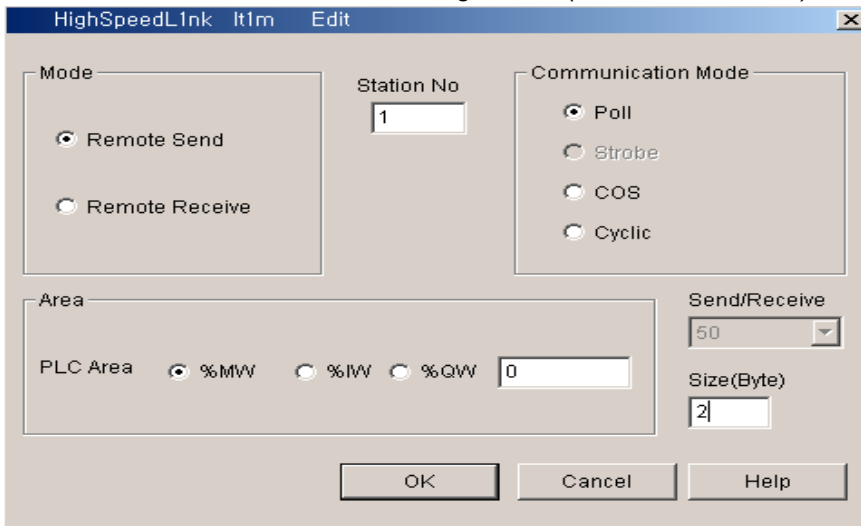 HighSpeedL1nk It1m Edit
Mode
Remote Send
Remote Receive
Station No
1
Communication Mode
Poll
Strobe
COS
Cyclic
Area
PLC Area %MW %IW %QW 0
Send/Receive
50
Size(Byte)
2
OK Cancel Help